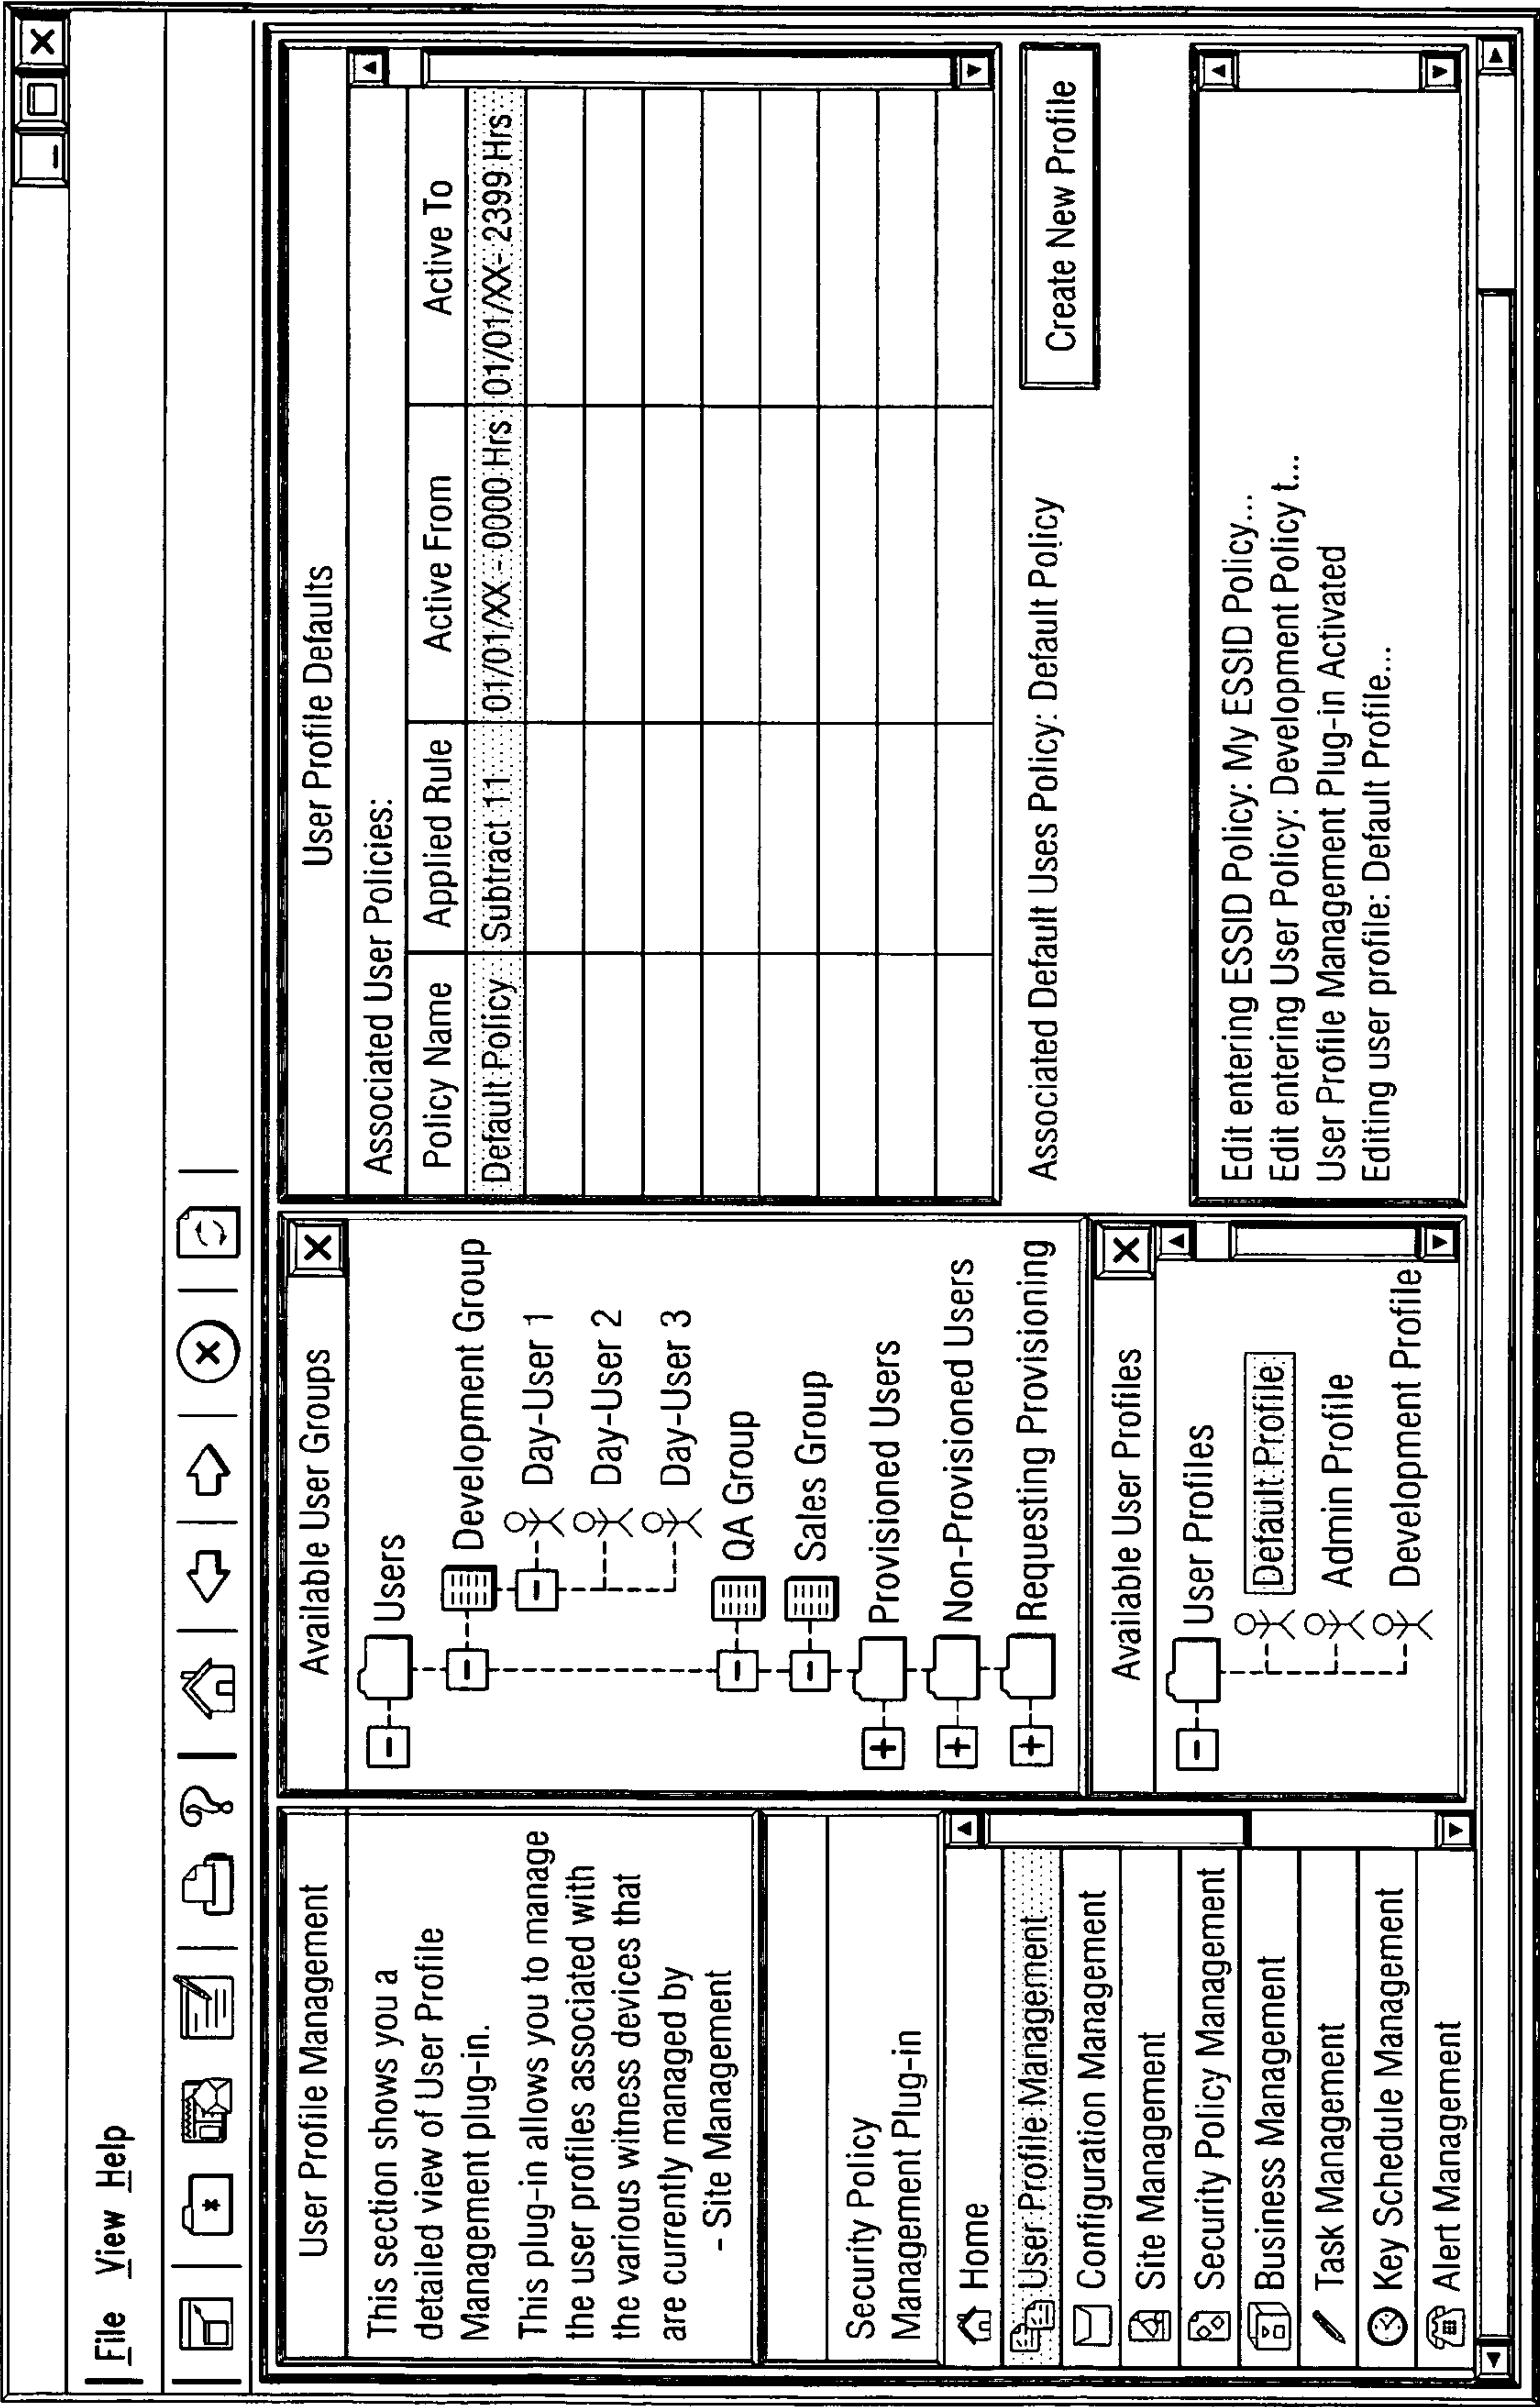 File View Help
User Profile Management
This section shows you a
detailed view of User Profile
Management plug-in.
This plug-in allows you to manage
the user profiles associated with
the various witness devices that
are currently managed by
- Site Management
Security Policy
Management Plug-in
Home
User Profile Management
Configuration Management
Site Management
Security Policy Management
Business Management
Task Management
Key Schedule Management
Alert Management
Available User Groups
Users
Development Group
Day-User 1
Day-User 2
Day-User 3
QA Group
Sales Group
Provisioned Users
Non-Provisioned Users
Requesting Provisioning
Available User Profiles
User Profiles
Default Profile
Admin Profile
Development Profile
User Profile Defaults
Associated User Policies:
Policy Name Applied Rule Active From Active To
Default Policy Subtract 11 01/01/XX - 0000 Hrs 01/01/XX- 2399 Hrs
Associated Default Uses Policy: Default Policy
Create New Profile
Edit entering ESSID Policy: My ESSID Policy...
Edit entering User Policy: Development Policy t...
User Profile Management Plug-in Activated
Editing user profile: Default Profile...